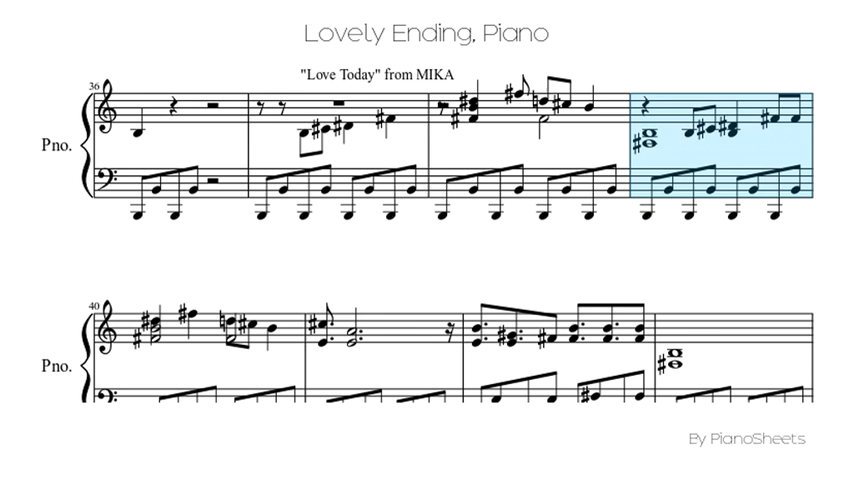 Lovely Ending, Piano
"Love Today" from MIKA
36
Pno.
40
Pno.
By PianoSheets